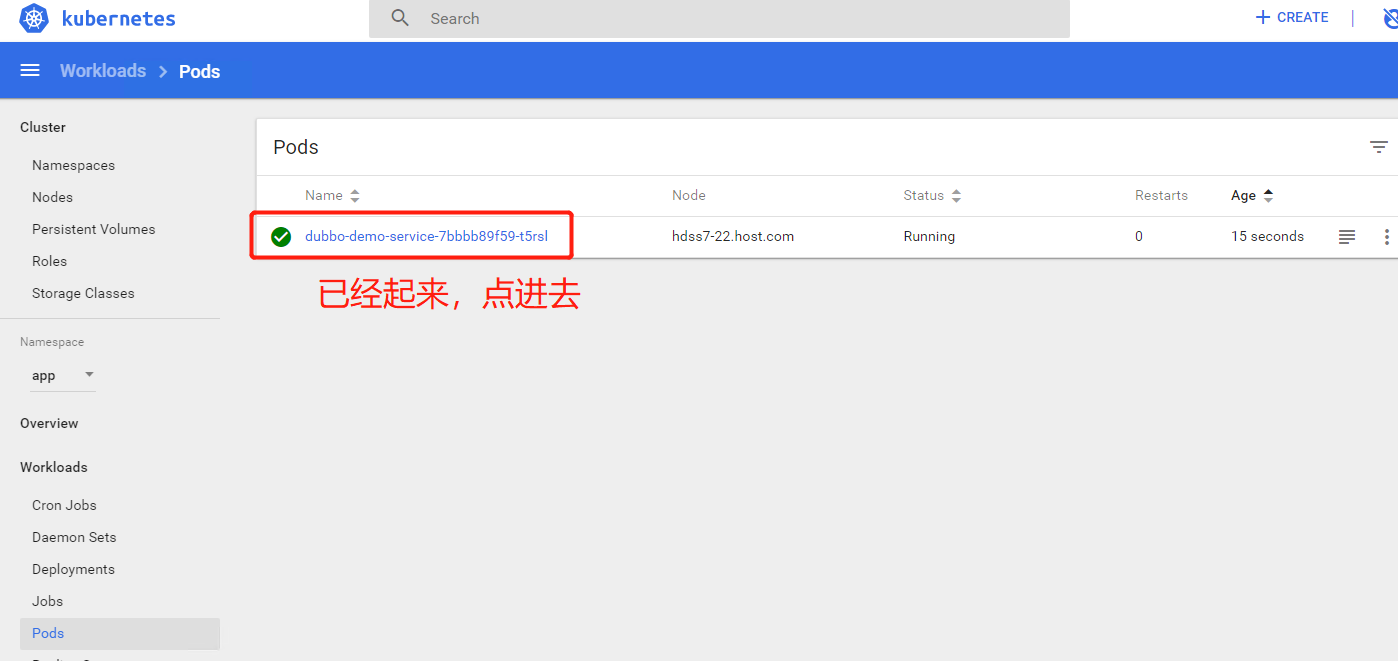 kubernetes
Search
CREATE
Workloads > Pods
Cluster
Namespaces
Nodes
Persistent Volumes
Roles
Storage Classes
Namespace
app
Overview
Workloads
Cron Jobs
Daemon Sets
Deployments
Jobs
Pods
Pods
Name Node Status Restarts Age
dubbo-demo-service-7bbbb89f59-t5rsl hdss7-22.host.com Running 0 15 seconds
已经起来，点进去